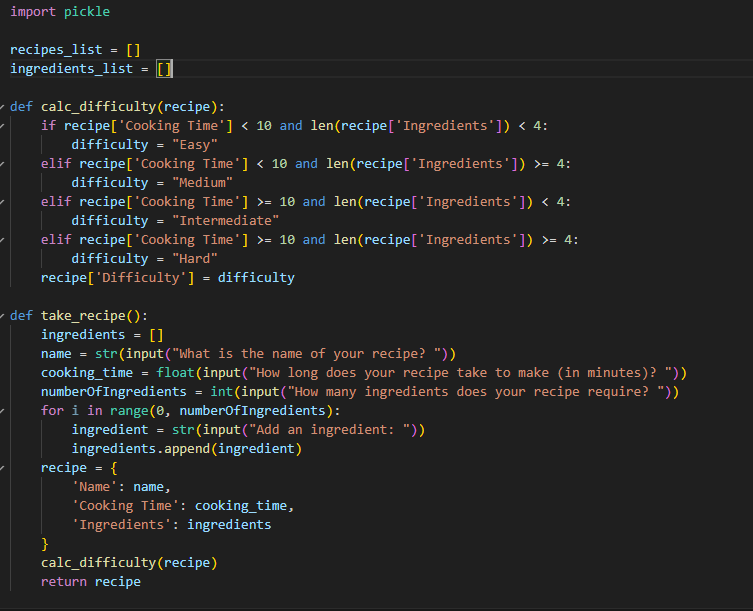 import pickle

recipes_list = []
ingredients_list = []

def calc_difficulty(recipe):
    if recipe['Cooking Time'] < 10 and len(recipe['Ingredients']) < 4:
        difficulty = "Easy"
    elif recipe['Cooking Time'] < 10 and len(recipe['Ingredients']) >= 4:
        difficulty = "Medium"
    elif recipe['Cooking Time'] >= 10 and len(recipe['Ingredients']) < 4:
        difficulty = "Intermediate"
    elif recipe['Cooking Time'] >= 10 and len(recipe['Ingredients']) >= 4:
        difficulty = "Hard"
    recipe['Difficulty'] = difficulty

def take_recipe():
    ingredients = []
    name = str(input("What is the name of your recipe? "))
    cooking_time = float(input("How long does your recipe take to make (in minutes)? "))
    numberOfIngredients = int(input("How many ingredients does your recipe require? "))
    for i in range(0, numberOfIngredients):
        ingredient = str(input("Add an ingredient: "))
        ingredients.append(ingredient)
    recipe = {
        'Name': name,
        'Cooking Time': cooking_time,
        'Ingredients': ingredients
    }
    calc_difficulty(recipe)
    return recipe